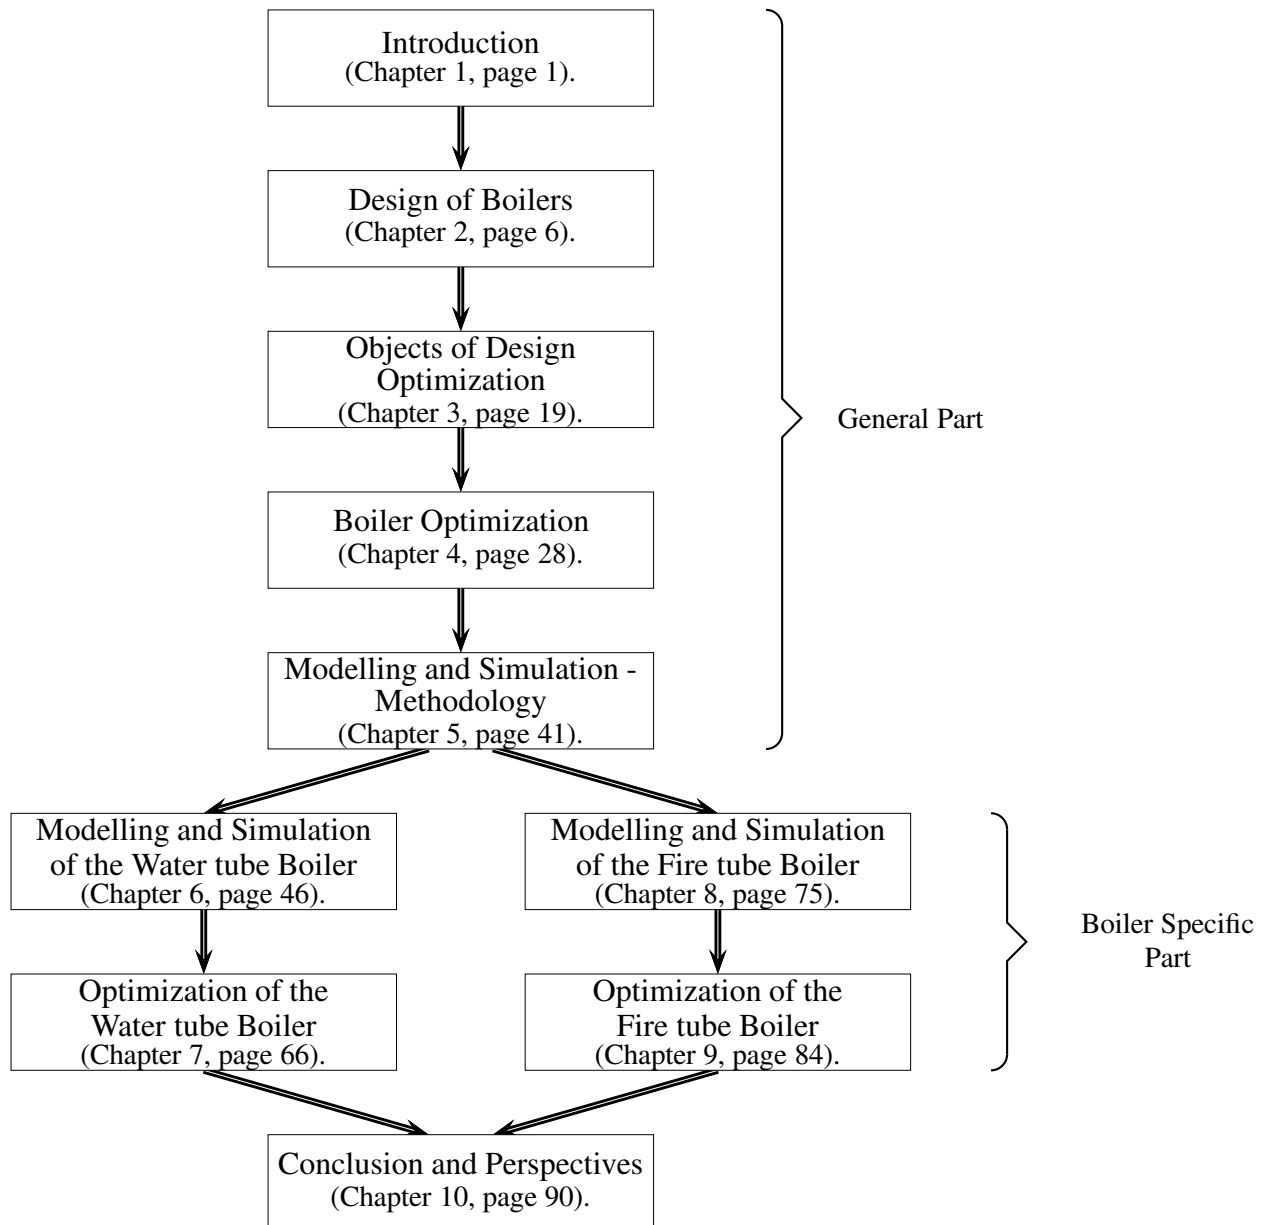 Introduction
(Chapter 1, page 1).
Design of Boilers
(Chapter 2, page 6).
Objects of Design
Optimization
(Chapter 3, page 19).
General Part
Boiler Optimization
(Chapter 4, page 28).
Modelling and Simulation -
Methodology
(Chapter 5, page 41).
Modelling and Simulation
of the Water tube Boiler
(Chapter 6, page 46).
Modelling and Simulation
of the Fire tube Boiler
(Chapter 8, page 75).
Boiler Specific
Part
Optimization of the
Water tube Boiler
(Chapter 7, page 66).
Optimization of the
Fire tube Boiler
(Chapter 9, page 84).
Conclusion and Perspectives
(Chapter 10, page 90).